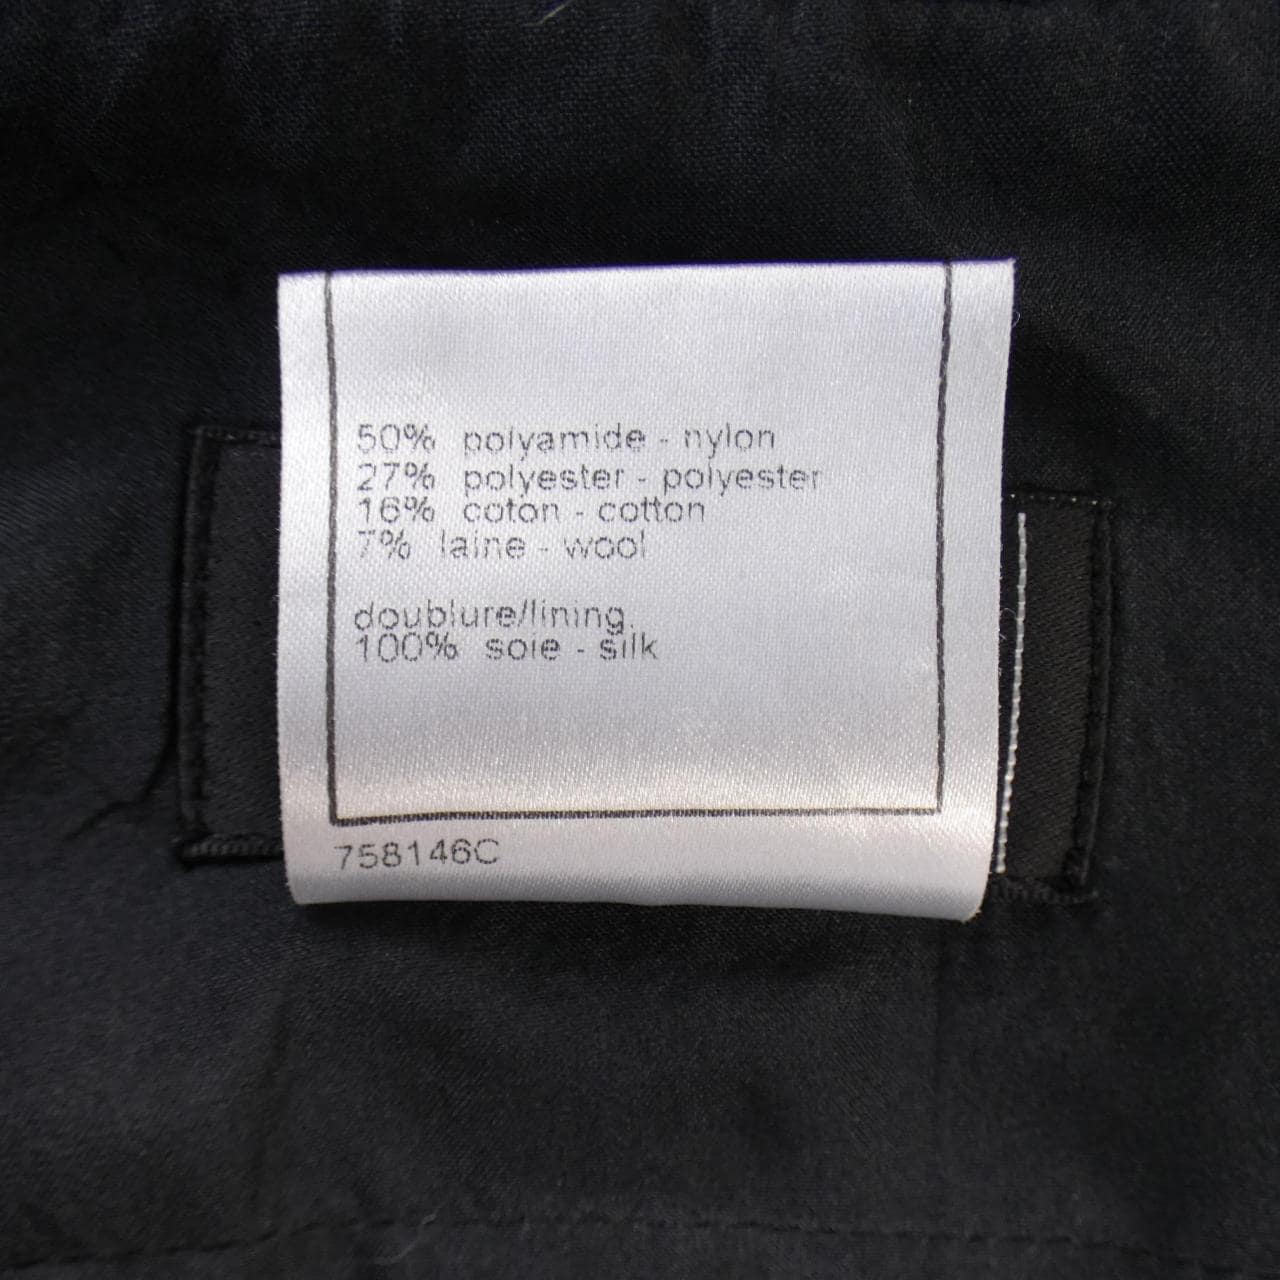 50% polyamide - nylon
27% polyester - polyester
16% coton - cotton
7% laine - wool
doublure/lining.
100% soie - silk
758146C